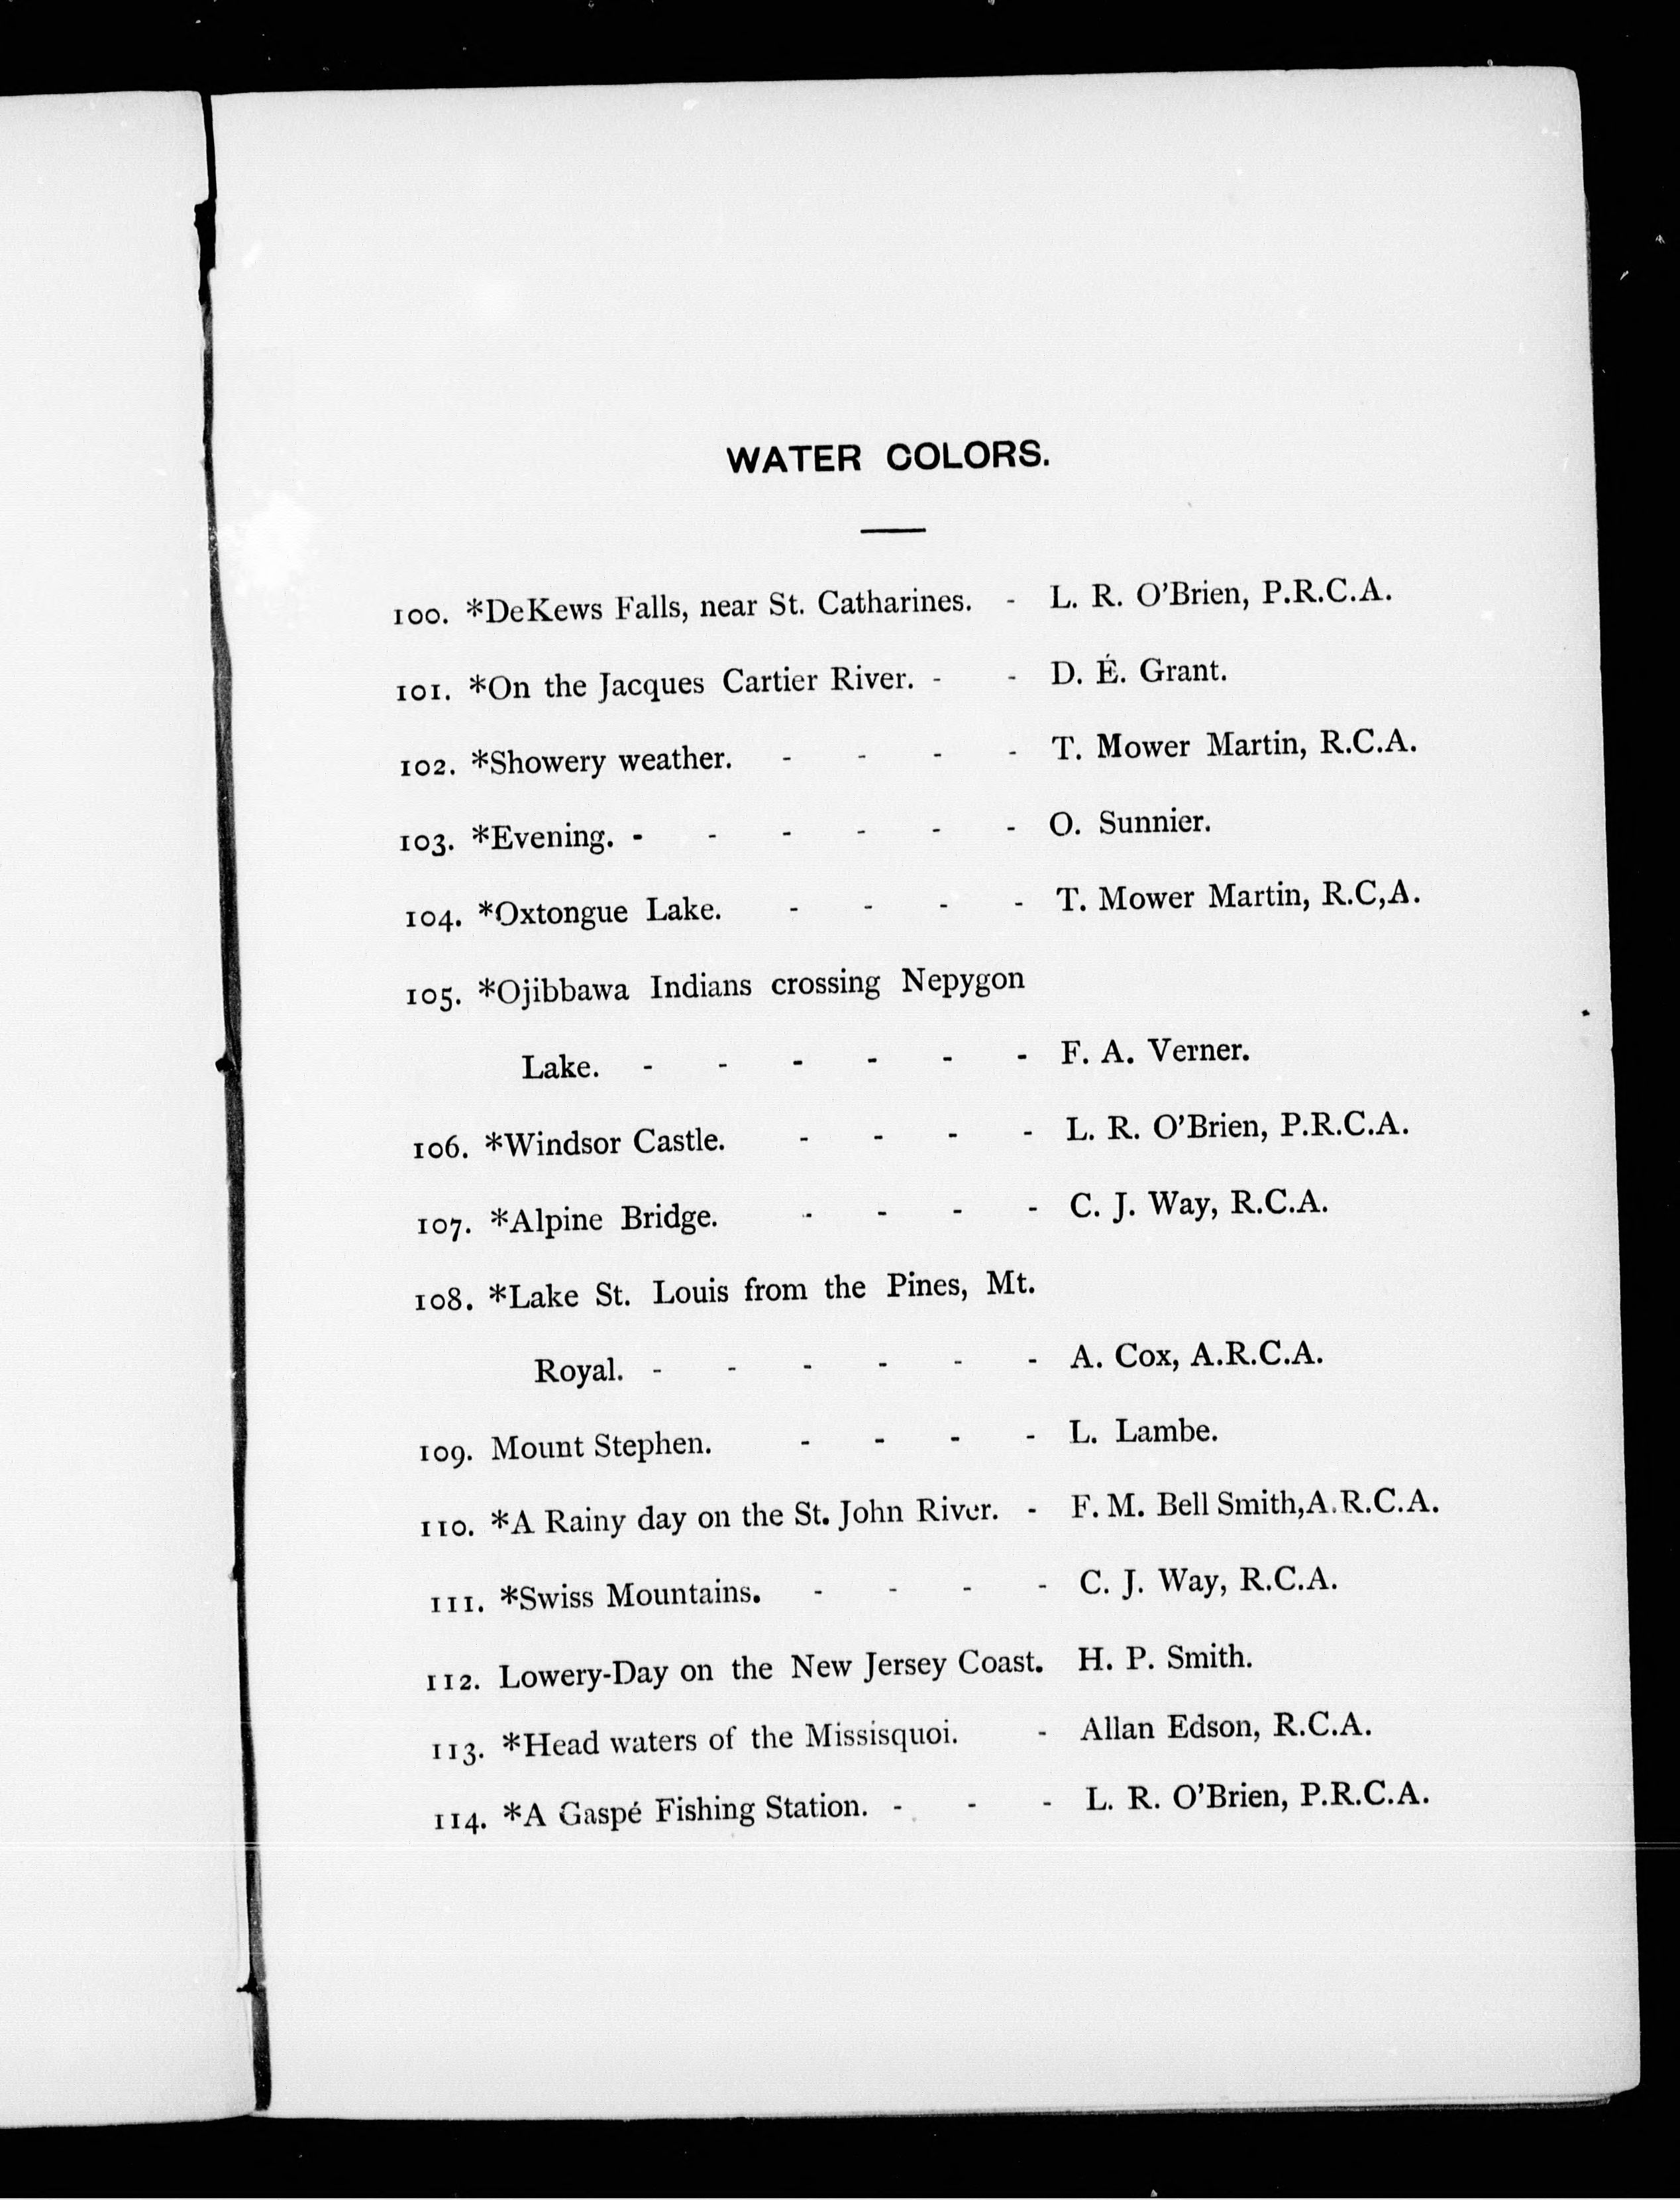 WATER COLORS.
100. *DeKews Falls, near St. Catharines. - L. R. O'Brien, P.R.C.A.
101. *On the Jacques Cartier River. - - D. É. Grant.
102. *Showery weather. - - - - T. Mower Martin, R.C.A.
103. *Evening. - - - - - - O. Sunnier.
104. *Oxtongue Lake. - - - - T. Mower Martin, R.C,A.
105. *Ojibbawa Indians crossing Nepygon
Lake. - - - - - - F. A. Verner.
106. *Windsor Castle. - - - - L. R. O'Brien, P.R.C.A.
107. *Alpine Bridge. - - - - C. J. Way, R.C.A.
108. *Lake St. Louis from the Pines, Mt.
Royal. - - - - - - A. Cox, A.R.C.A.
109. Mount Stephen. - - - - L. Lambe.
110. *A Rainy day on the St. John River. - F. M. Bell Smith,A.R.C.A.
111. *Swiss Mountains. - - - - C. J. Way, R.C.A.
112. Lowery-Day on the New Jersey Coast. H. P. Smith.
113. *Head waters of the Missisquoi. - Allan Edson, R.C.A.
114. *A Gaspé Fishing Station. - - - L. R. O'Brien, P.R.C.A.